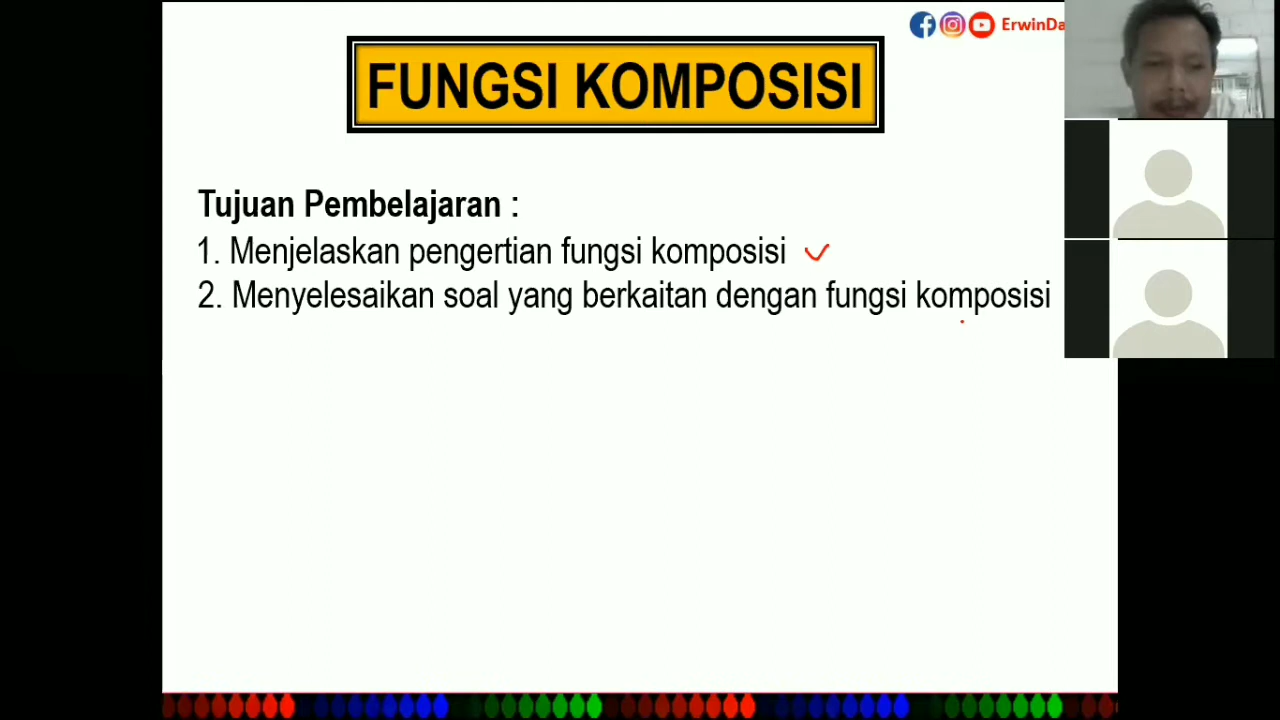 ErwinDa
FUNGSI KOMPOSISI
Tujuan Pembelajaran :
1. Menjelaskan pengertian fungsi komposisi
2. Menyelesaikan soal yang berkaitan dengan fungsi komposisi